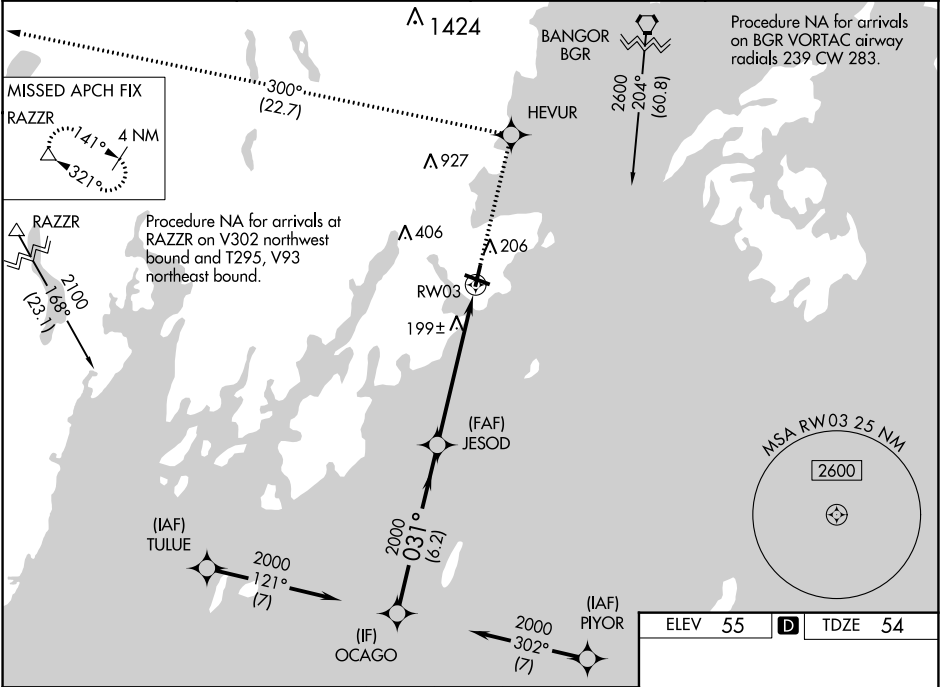 1424
BANGOR
BGR
Procedure NA for arrivals
on BGR VORTAC airway
radials 239 CW 283.
2600
204°
(60.8)
300°
(22.7)
HEVUR
MISSED APCH FIX
RAZZR
141°
4 NM
321°
927
RAZZR
2100
168°
(23.1)
Procedure NA for arrivals at
RAZZR on V302 northwest
bound and T295, V93
northeast bound.
406
206
RW03
199±
(FAF)
JESOD
MSA RW03 25 NM
2600
2000
031°
(6.2)
(IAF)
TULUE
2000
121°
(7)
(IF)
OCAGO
2000
302°
(7)
(IAF)
PIYOR
ELEV 55 D TDZE 54